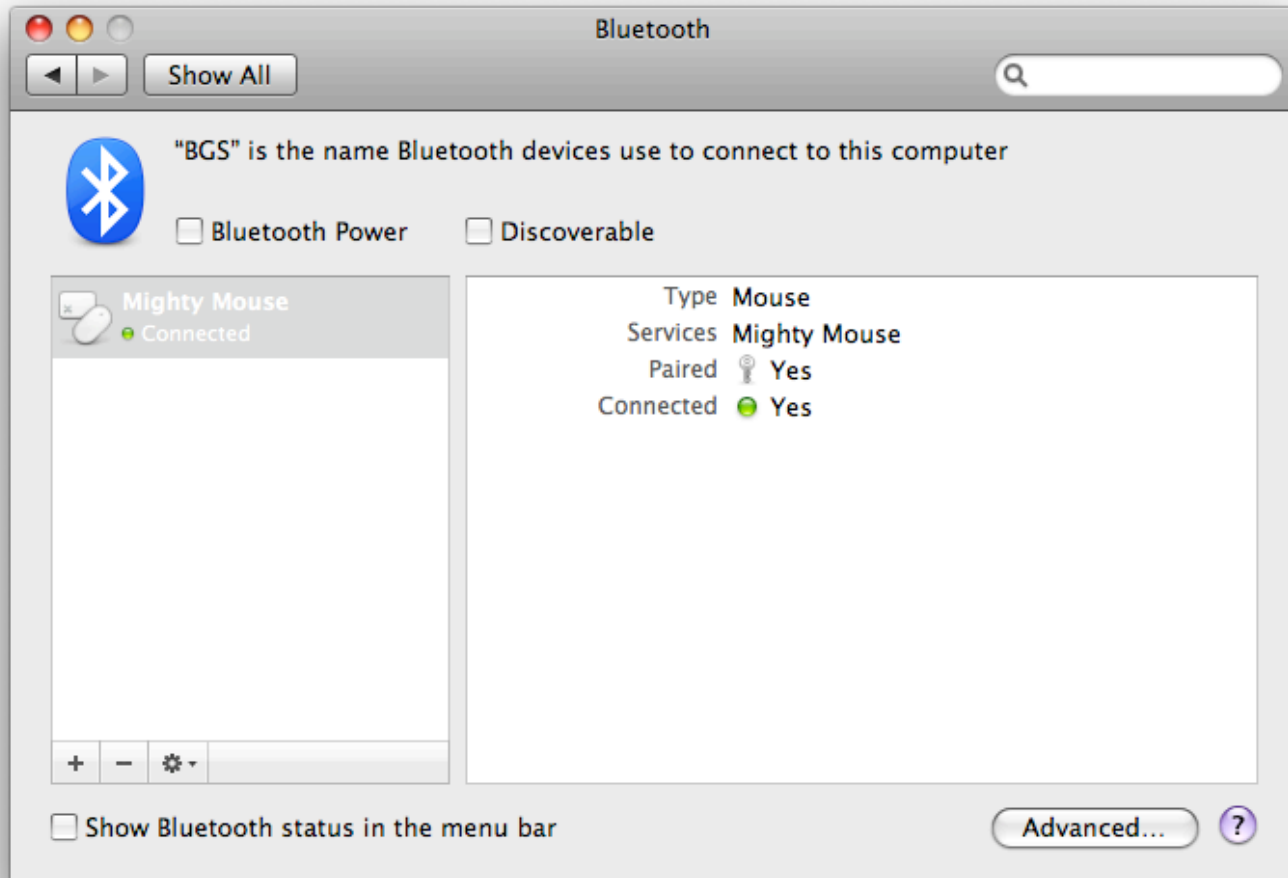 Bluetooth
Show All
“BGS” is the name Bluetooth devices use to connect to this computer
Bluetooth Power Discoverable
Mighty Mouse
Connected
Type Mouse
Services Mighty Mouse
Paired Yes
Connected Yes
Show Bluetooth status in the menu bar
Advanced... ?